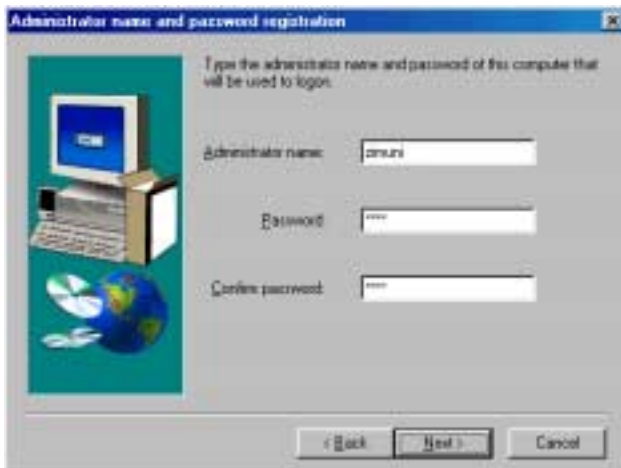 Administrator name and password registration
Type the administrator name and password of this computer that
will be used to logon.
Administrator name:
Password:
****
Confirm password:
****
< Back
Next >
Cancel